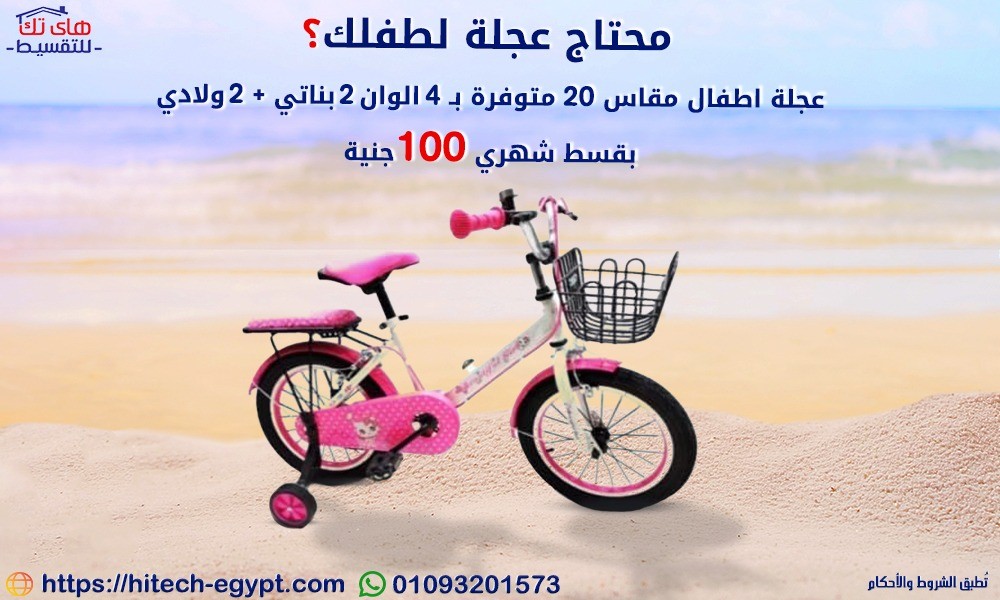 هاى تك
- للتقسيط -
محتاج عجلة لطفلك؟
عجلة اطفال مقاس 20 متوفرة بـ 4 الوان 2 بناتي + 2 ولادي
بقسط شهري 100 جنية
https://hitech-egypt.com 01093201573
تُطبق الشروط والأحكام